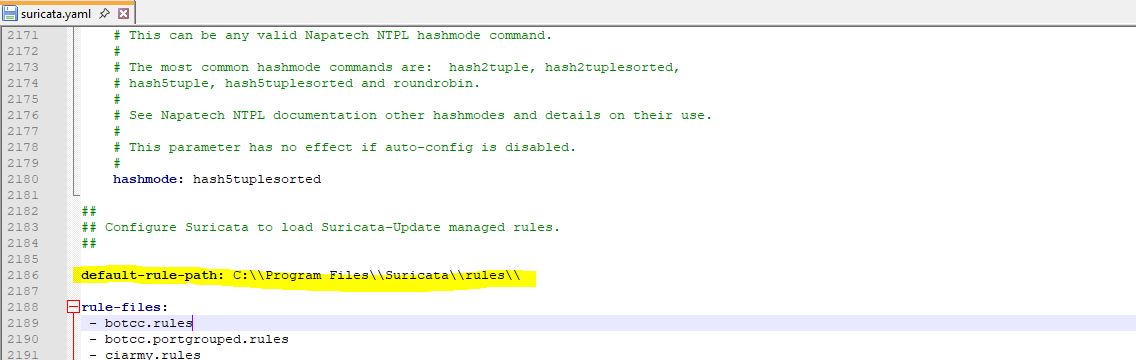 suricata.yaml
2171 # This can be any valid Napatech NTPL hashmode command.
2172 #
2173 # The most common hashmode commands are:  hash2tuple, hash2tuplesorted,
2174 # hash5tuple, hash5tuplesorted and roundrobin.
2175 #
2176 # See Napatech NTPL documentation other hashmodes and details on their use.
2177 #
2178 # This parameter has no effect if auto-config is disabled.
2179 #
2180 hashmode: hash5tuplesorted
2181
2182 ##
2183 ## Configure Suricata to load Suricata-Update managed rules.
2184 ##
2185
2186 default-rule-path: C:\\Program Files\\Suricata\\rules\\
2187
2188 rule-files:
2189 - botcc.rules
2190 - botcc.portgrouped.rules
2191 - ciarmy.rules